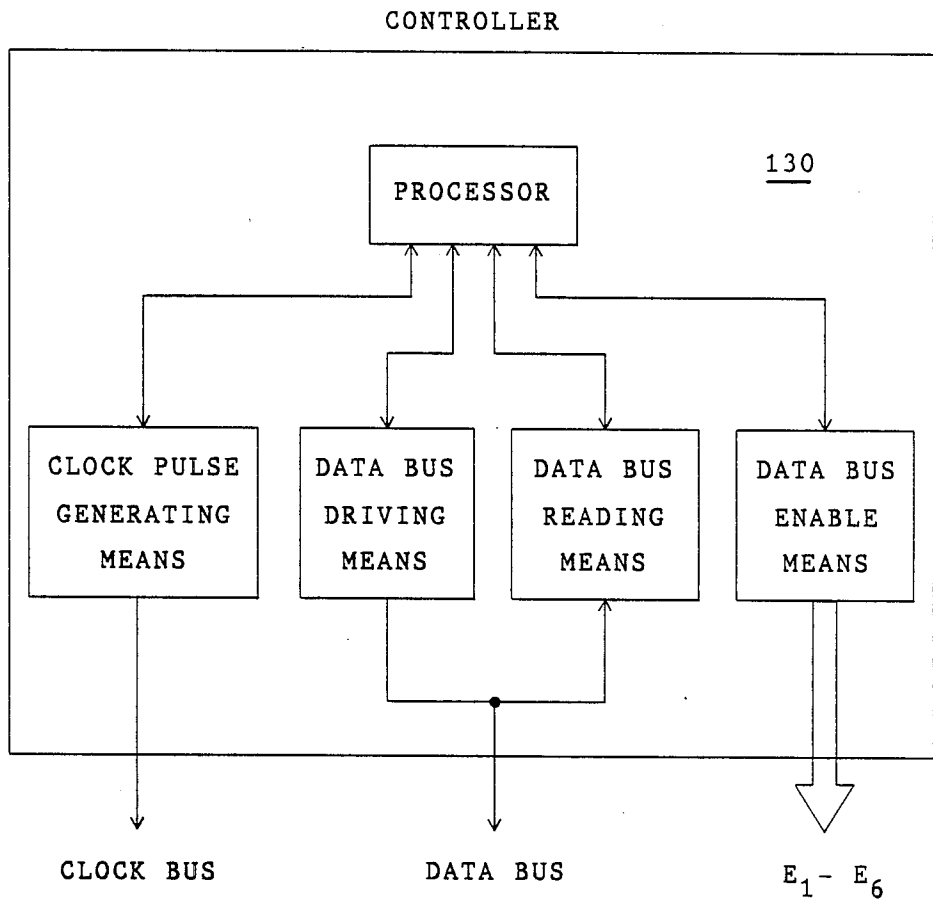 CONTROLLER
130
PROCESSOR
CLOCK PULSE
GENERATING
MEANS
DATA BUS
DRIVING
MEANS
DATA BUS
READING
MEANS
DATA BUS
ENABLE
MEANS
CLOCK BUS
DATA BUS
E₁- E₆